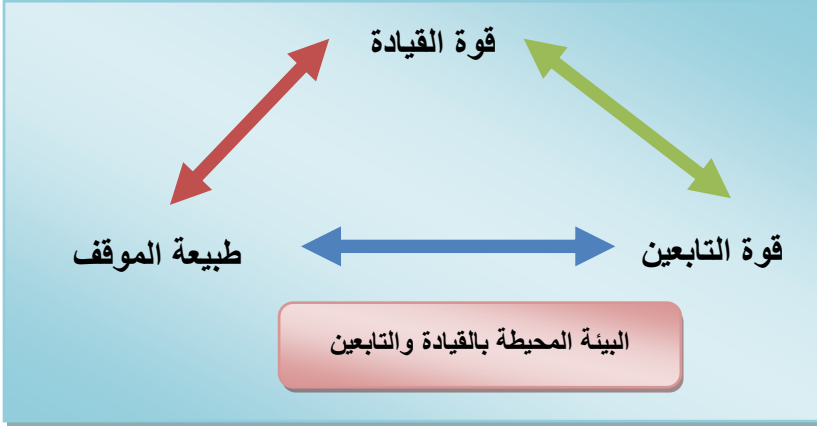 قوة القيادة
قوة التابعين
طبيعة الموقف
البيئة المحيطة بالقيادة والتابعين